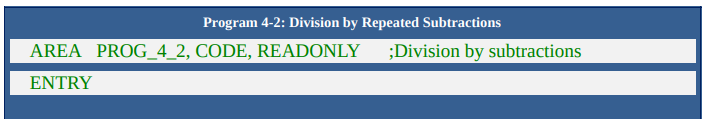 Program 4-2: Division by Repeated Subtractions
AREA PROG_4_2, CODE, READONLY ;Division by subtractions
ENTRY